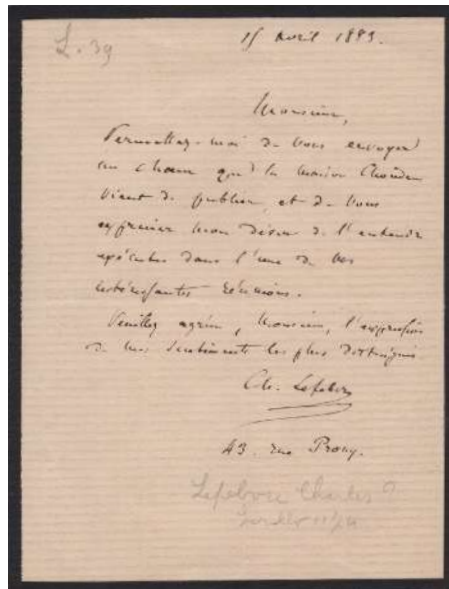 L. 39
15 Avril 1893.
Monsieur,
Permettez-moi de vous envoyer
un chœur que la maison Choudens
vient de publier, et de vous
exprimer mon désir de l'entendre
exécuter dans l'une de vos
intéressantes réunions.
Veuillez agréer, Monsieur, l'expression
de mes sentiments les plus distingués
Ch. Lefebvre
43. rue Prony.
Lefebvre Charles ?